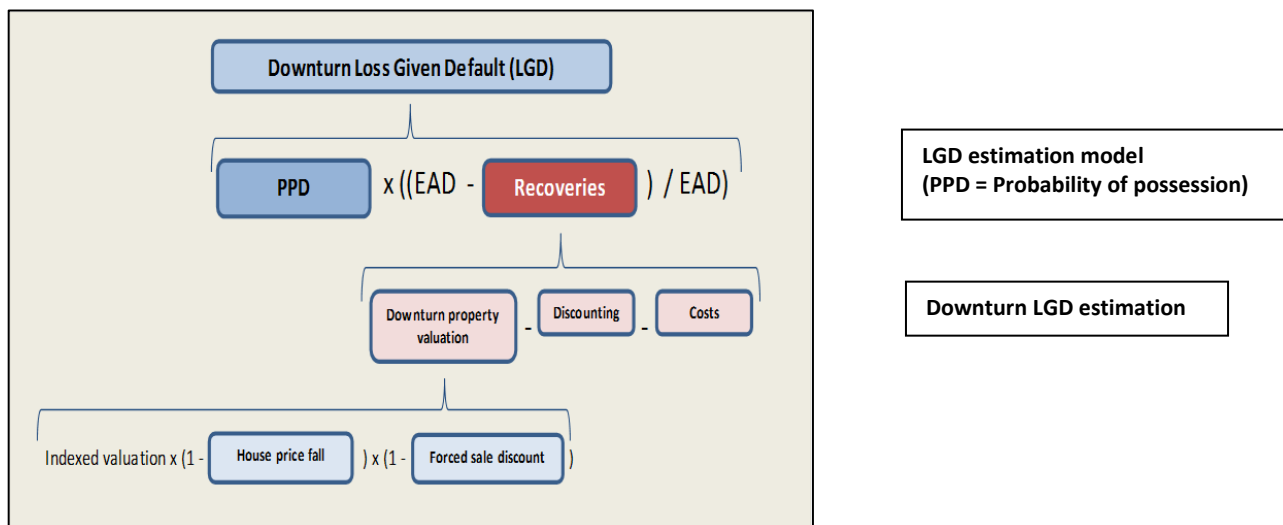 Downturn Loss Given Default (LGD)
PPD x ((EAD - Recoveries ) / EAD)
LGD estimation model
(PPD = Probability of possession)
Downturn property
valuation
- Discounting - Costs
Downturn LGD estimation
Indexed valuation x (1 - House price fall ) x (1 - Forced sale discount )